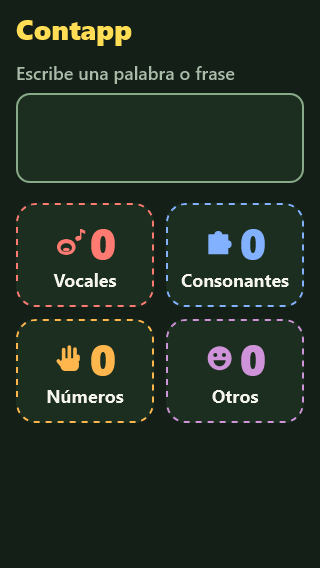 Contapp
Escribe una palabra o frase
0
Vocales
0
Consonantes
0
Números
0
Otros